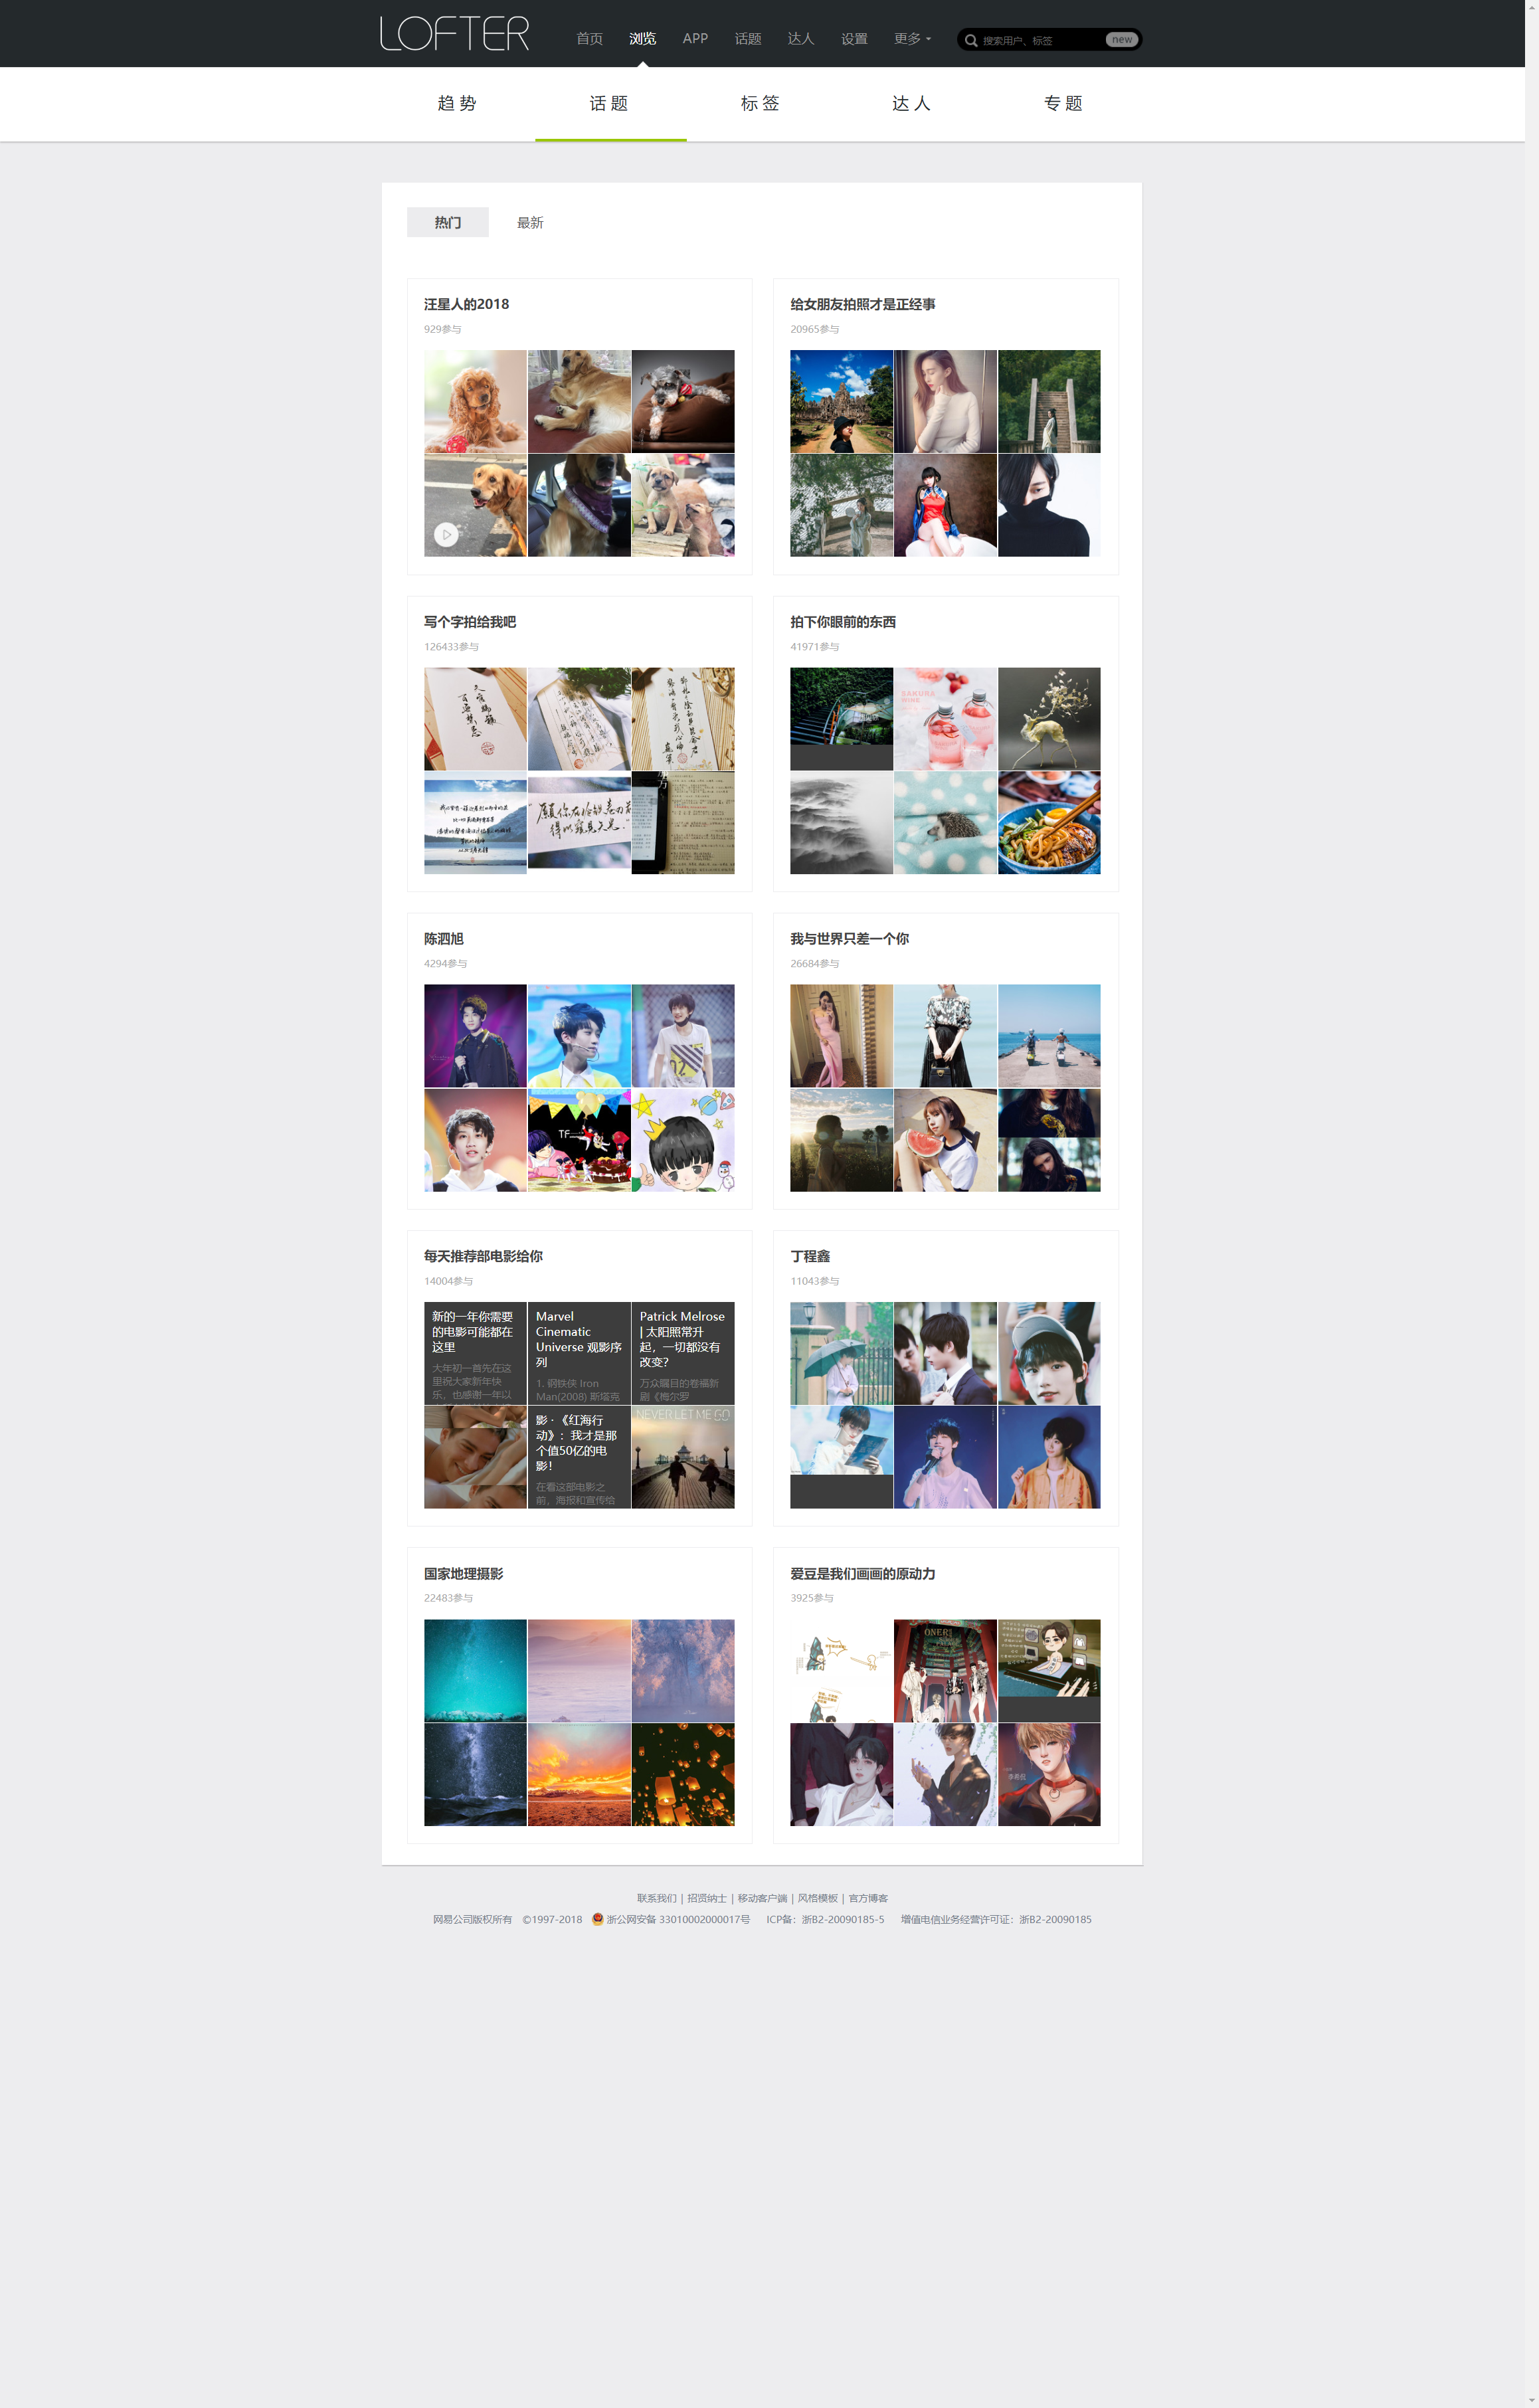 LOFTER
首页 浏览 APP 话题 达人 设置 更多 搜索用户、标签 new
趋势 话题 标签 达人 专题
热门 最新
汪星人的2018
929参与
给女朋友拍照才是正经事
20965参与
写个字拍给我吧
126433参与
拍下你眼前的东西
41971参与
SAKURA
WINE
陈泗旭
4294参与
TF
我与世界只差一个你
26684参与
每天推荐部电影给你
14004参与
新的一年你需要
的电影可能都在
这里
大年初一首先在这
里祝大家新年快
乐，也感谢一年以
Marvel
Cinematic
Universe 观影序
列
1. 钢铁侠 Iron
Man(2008) 斯塔克
Patrick Melrose
| 太阳照常升
起，一切都没有
改变？
万众瞩目的卷福新
剧《梅尔罗
影 · 《红海行
动》：我才是那
个值50亿的电
影！
在看这部电影之
前，海报和宣传给
NEVER LET ME GO
丁程鑫
11043参与
国家地理摄影
22483参与
爱豆是我们画画的原动力
3925参与
ONER
李希侃
联系我们 | 招贤纳士 | 移动客户端 | 风格模板 | 官方博客
网易公司版权所有 ©1997-2018 浙公网安备 33010002000017号 ICP备：浙B2-20090185-5 增值电信业务经营许可证：浙B2-20090185